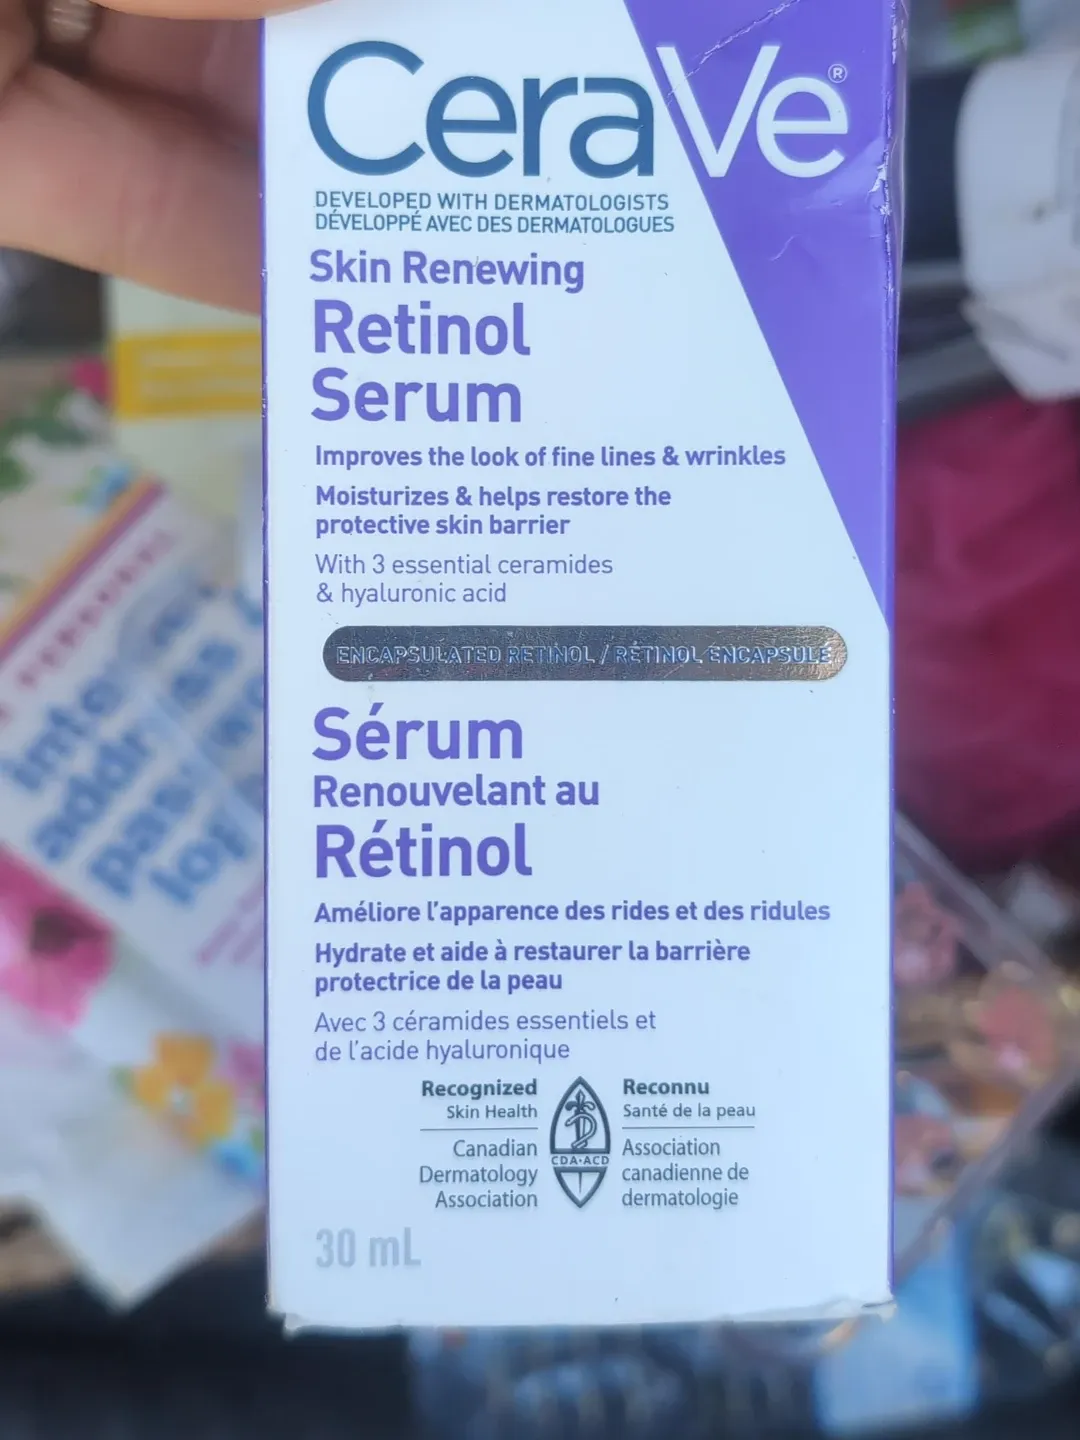 CeraVe®
DEVELOPED WITH DERMATOLOGISTS
DÉVELOPPÉ AVEC DES DERMATOLOGUES
Skin Renewing
Retinol
Serum
Improves the look of fine lines & wrinkles
Moisturizes & helps restore the
protective skin barrier
With 3 essential ceramides
& hyaluronic acid
ENCAPSULATED RETINOL / RÉTINOL ENCAPSULÉ
Sérum
Renouvelant au
Rétinol
Améliore l'apparence des rides et des ridules
Hydrate et aide à restaurer la barrière
protectrice de la peau
Avec 3 céramides essentiels et
de l'acide hyaluronique
Recognized
Skin Health
Canadian
Dermatology
Association
CDA·ACD
Reconnu
Santé de la peau
Association
canadienne de
dermatologie
30 mL